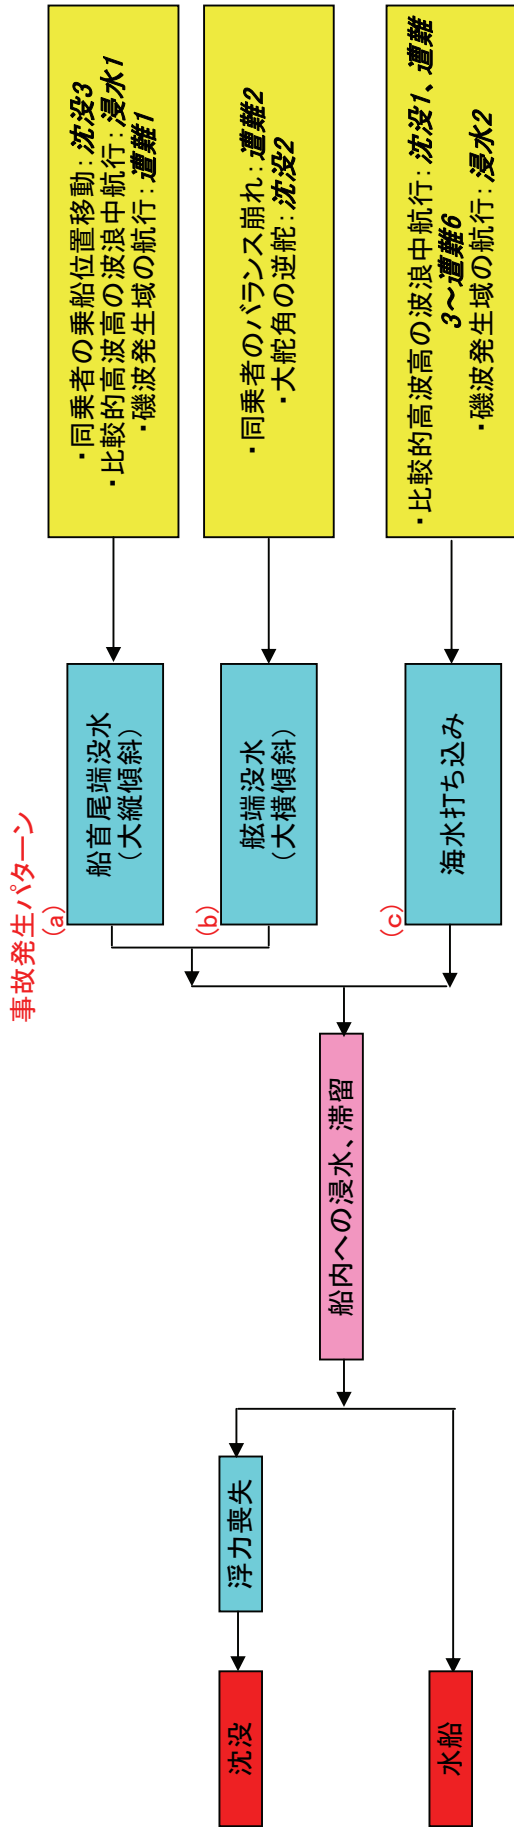 事故発生パターン
(a)
船首尾端没水
(大縦傾斜)
・同乗者の乗船位置移動:沈没3
・比較的高波高の波浪中航行:浸水1
・磯波発生域の航行:遭難1
(b)
舷端没水
(大横傾斜)
・同乗者のバランス崩れ:遭難2
・大舵角の逆舵:沈没2
(c)
海水打ち込み
・比較的高波高の波浪中航行:沈没1、遭難
3~遭難6
・磯波発生域の航行:浸水2
船内への浸水、滞留
浮力喪失
沈没
水船